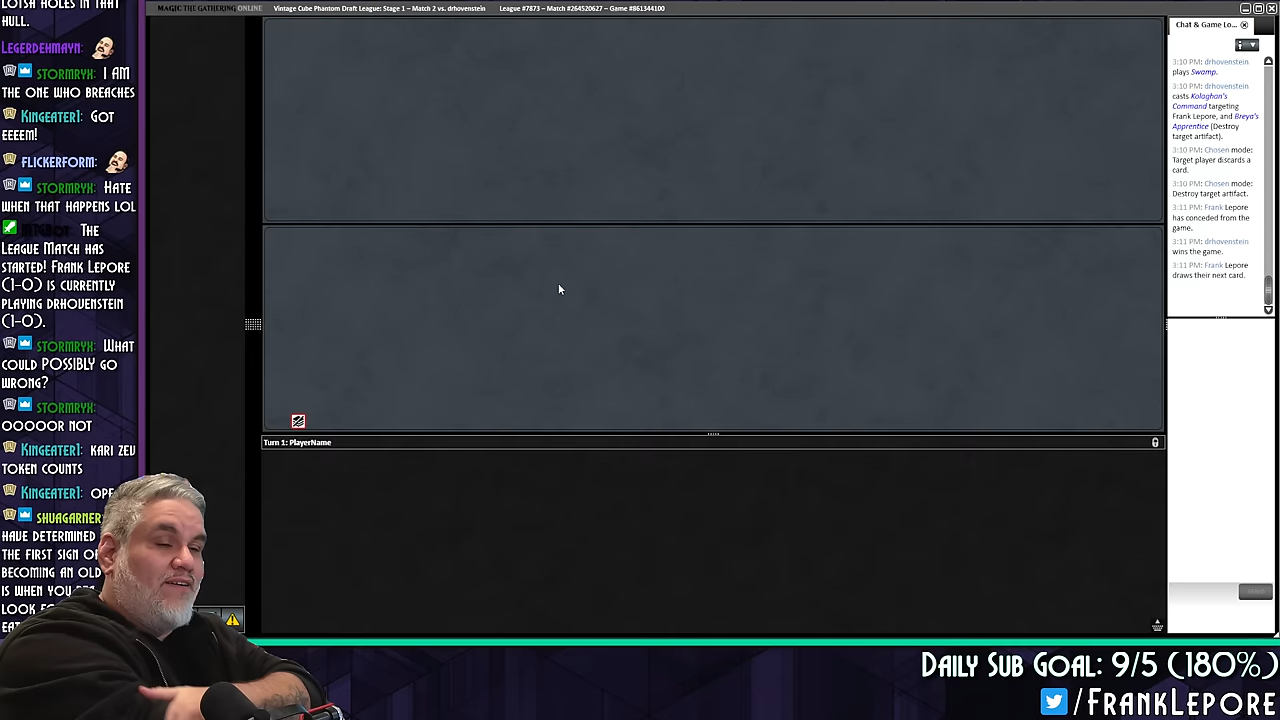 LOTSA HOLES IN THAT
HULL.
LEGERDEHMAYN:
STORMRYX: I AM
THE ONE WHO BREACHES
KINGEATER1: GOT
EEEEM!
FLICKERFORM:
STORMRYX: HATE
WHEN THAT HAPPENS LOL
THE
LEAGUE MATCH HAS
STARTED! FRANK LEPORE
(1-0) IS CURRENTLY
PLAYING DRHOVENSTEIN
(1-0).
STORMRYX: WHAT
COULD POSSIBLY GO
WRONG?
STORMRYX:
OOOOOR NOT
KINGEATER1: KARI ZEV
TOKEN COUNTS
KINGEATER1: OPE
SHUAGARNER
HAVE DETERMINED
THE FIRST SIGN OF
BECOMING AN OLD
IS WHEN YOU
LOOK
EAT
MAGIC THE GATHERING ONLINE
Vintage Cube Phantom Draft League: Stage 1 – Match 2 vs. drhovenstein
League #7873 – Match #264520627 – Game #861344100
Turn 1: PlayerName
Chat & Game Lo...
3:10 PM: drhovenstein
plays Swamp.
3:10 PM: drhovenstein
casts Kolaghan's
Command targeting
Frank Lepore, and Breya's
Apprentice (Destroy
target artifact).
3:10 PM: Chosen mode:
Target player discards a
card.
3:10 PM: Chosen mode:
Destroy target artifact.
3:11 PM: Frank Lepore
has conceded from the
game.
3:11 PM: drhovenstein
wins the game.
3:11 PM: Frank Lepore
draws their next card.
DAILY SUB GOAL: 9/5 (180%)
/FRANKLEPORE